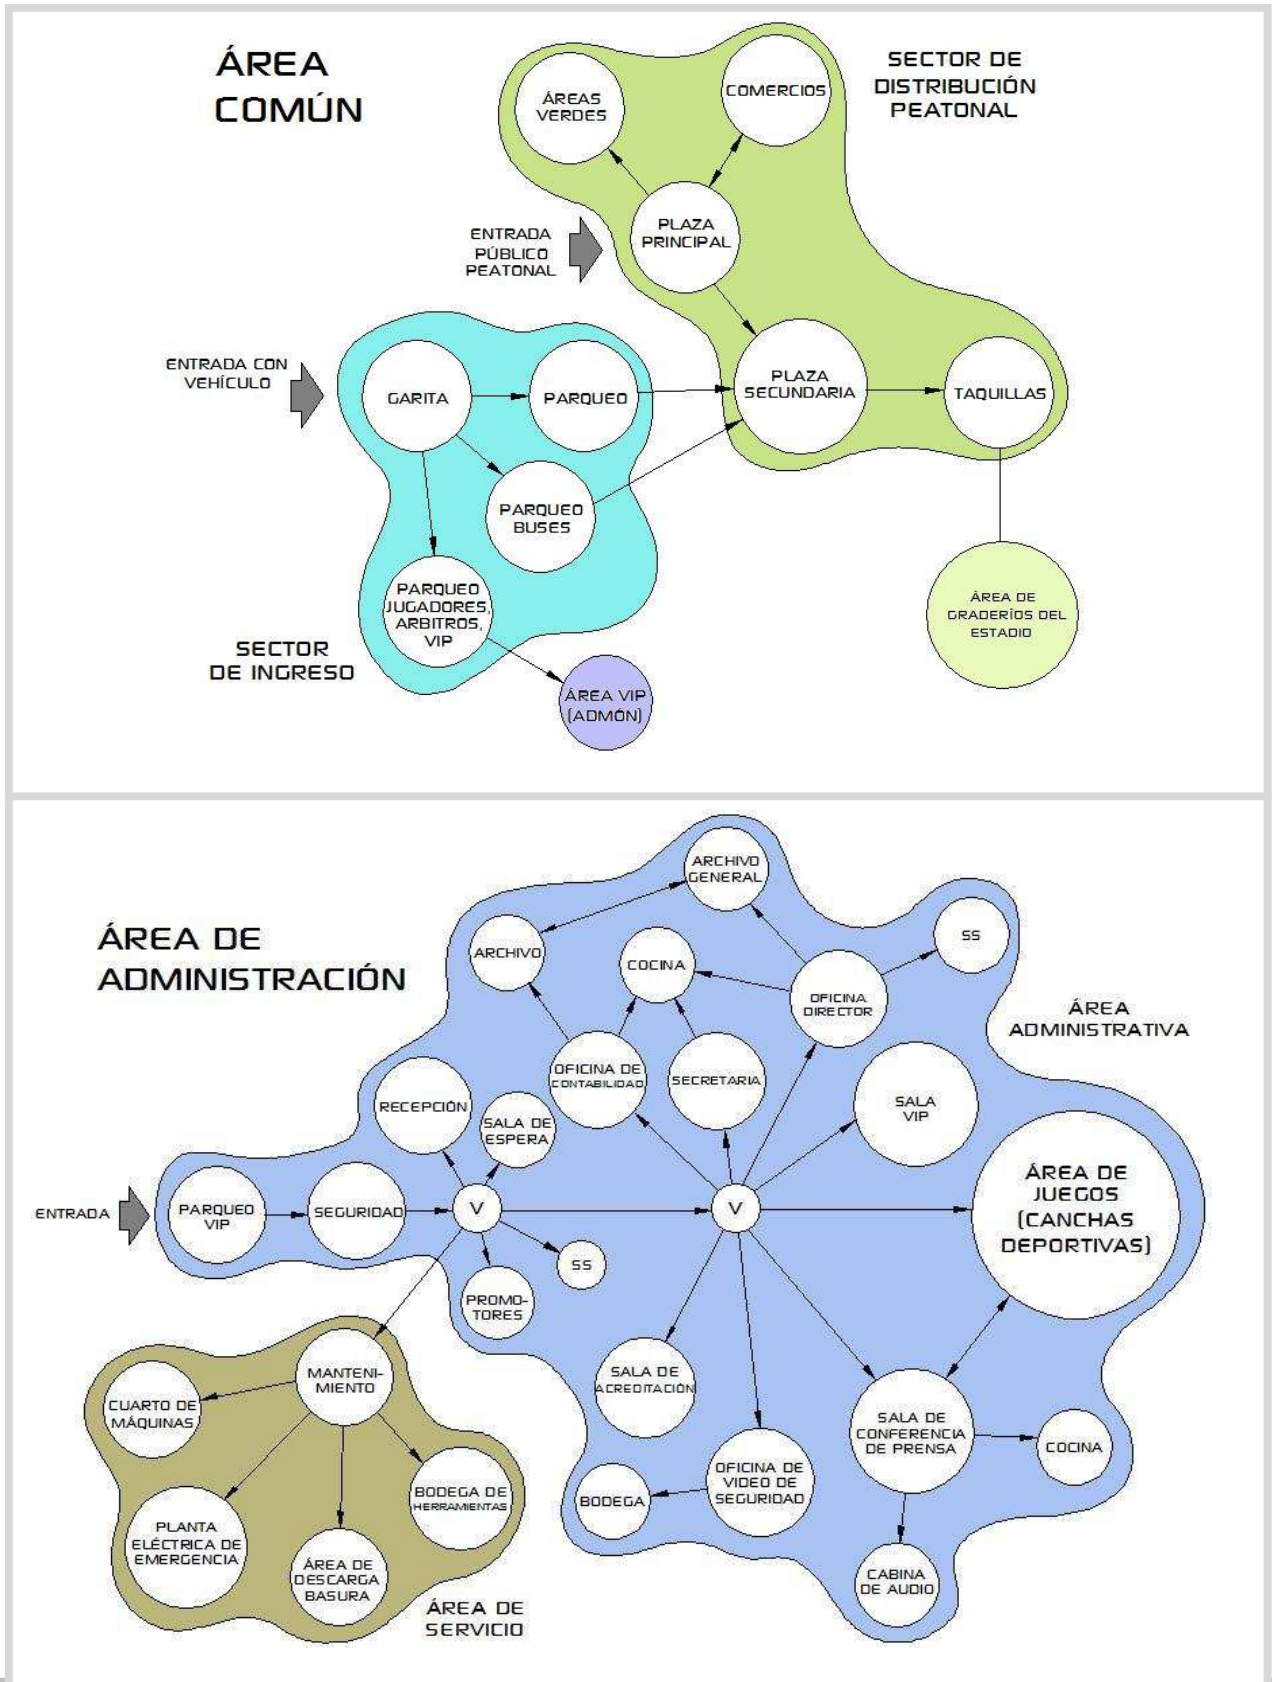 ÁREA
COMÚN
SECTOR DE
DISTRIBUCIÓN
PEATONAL
ÁREAS
VERDES
COMERCIOS
PLAZA
PRINCIPAL
ENTRADA
PÚBLICO
PEATONAL
ENTRADA CON
VEHÍCULO
GARITA
PARQUEO
PLAZA
SECUNDARIA
TAQUILLAS
PARQUEO
BUSES
PARQUEO
JUGADORES,
ARBITROS,
VIP
ÁREA DE
GRADERÍOS DEL
ESTADIO
SECTOR
DE INGRESO
ÁREA VIP
(ADMÓN)
ÁREA DE
ADMINISTRACIÓN
ARCHIVO
GENERAL
ARCHIVO
COCINA
OFICINA
DIRECTOR
SS
ÁREA
ADMINISTRATIVA
OFICINA DE
CONTABILIDAD
SECRETARIA
SALA
VIP
RECEPCIÓN
SALA DE
ESPERA
ENTRADA
PARQUEO
VIP
SEGURIDAD
V
V
ÁREA DE
JUEGOS
(CANCHAS
DEPORTIVAS)
SS
PROMO-
TORES
MANTENI-
MIENTO
CUARTO DE
MÁQUINAS
SALA DE
ACREDITACIÓN
SALA DE
CONFERENCIA
DE PRENSA
COCINA
OFICINA DE
VIDEO DE
SEGURIDAD
BODEGA
BODEGA DE
HERRAMIENTAS
PLANTA
ELÉCTRICA DE
EMERGENCIA
ÁREA DE
DESCARGA
BASURA
CABINA
DE AUDIO
ÁREA DE
SERVICIO